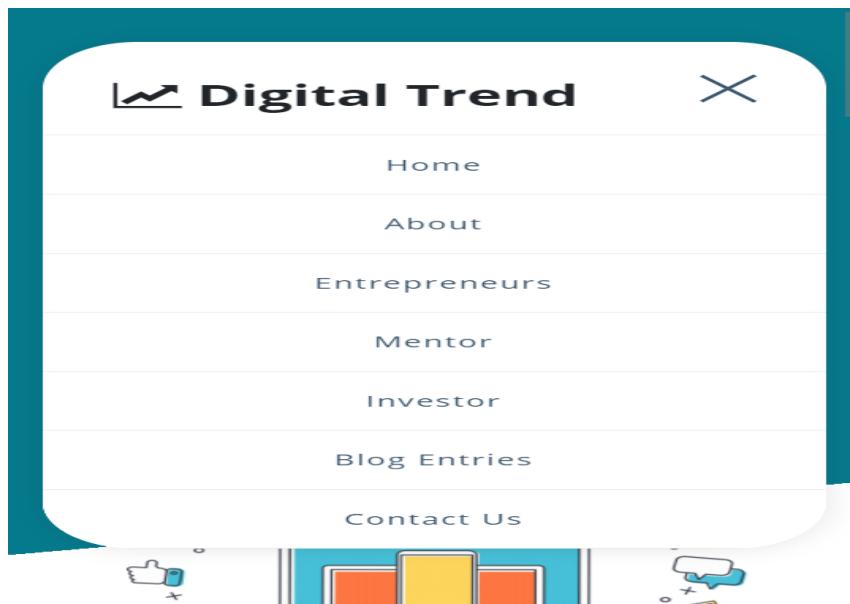 Digital Trend
Home
About
Entrepreneurs
Mentor
Investor
Blog Entries
Contact Us